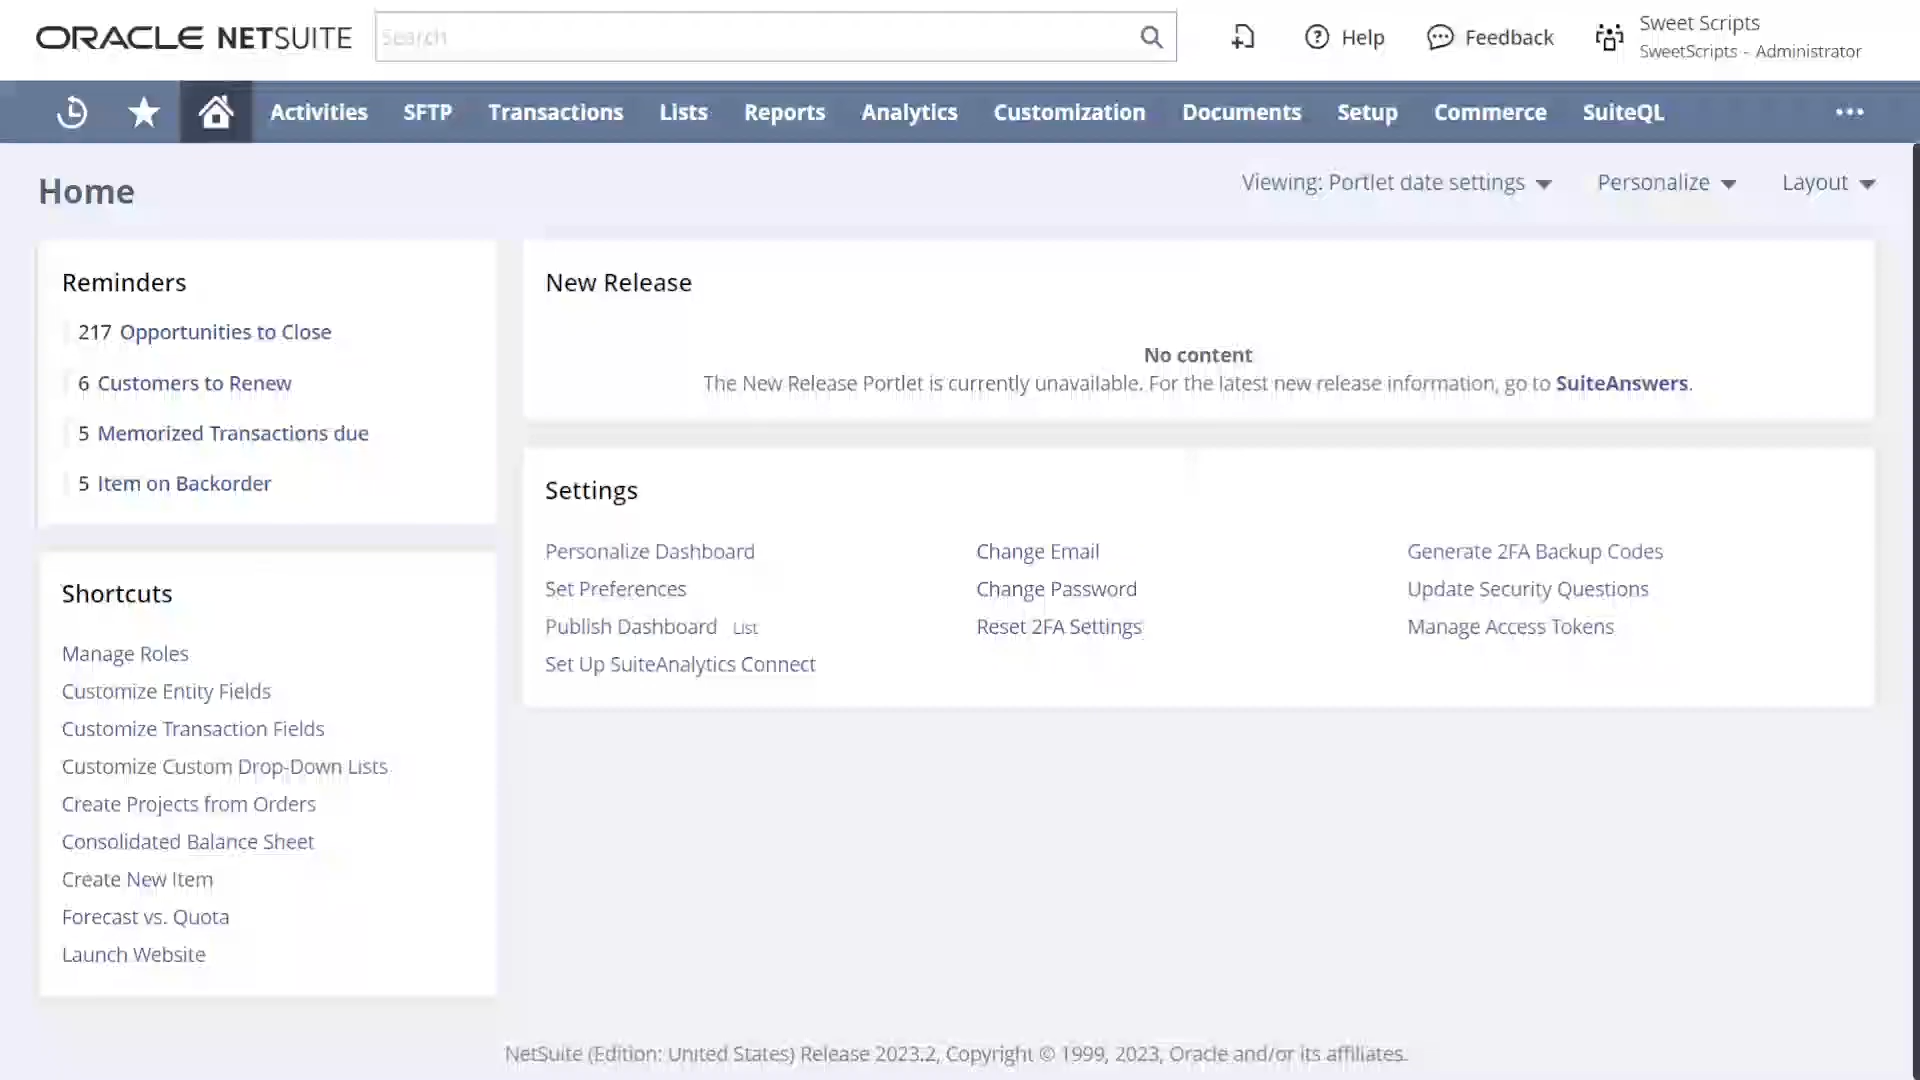 ORACLE NETSUITE
Search
Help
Feedback
Sweet Scripts
SweetScripts - Administrator
Activities
SFTP
Transactions
Lists
Reports
Analytics
Customization
Documents
Setup
Commerce
SuiteQL
Home
Viewing: Portlet date settings
Personalize
Layout
Reminders
217 Opportunities to Close
6 Customers to Renew
5 Memorized Transactions due
5 Item on Backorder
Shortcuts
Manage Roles
Customize Entity Fields
Customize Transaction Fields
Customize Custom Drop-Down Lists
Create Projects from Orders
Consolidated Balance Sheet
Create New Item
Forecast vs. Quota
Launch Website
New Release
No content
The New Release Portlet is currently unavailable. For the latest new release information, go to SuiteAnswers.
Settings
Personalize Dashboard
Set Preferences
Publish Dashboard List
Set Up SuiteAnalytics Connect
Change Email
Change Password
Reset 2FA Settings
Generate 2FA Backup Codes
Update Security Questions
Manage Access Tokens
NetSuite (Edition: United States) Release 2023.2, Copyright © 1999, 2023, Oracle and/or its affiliates.